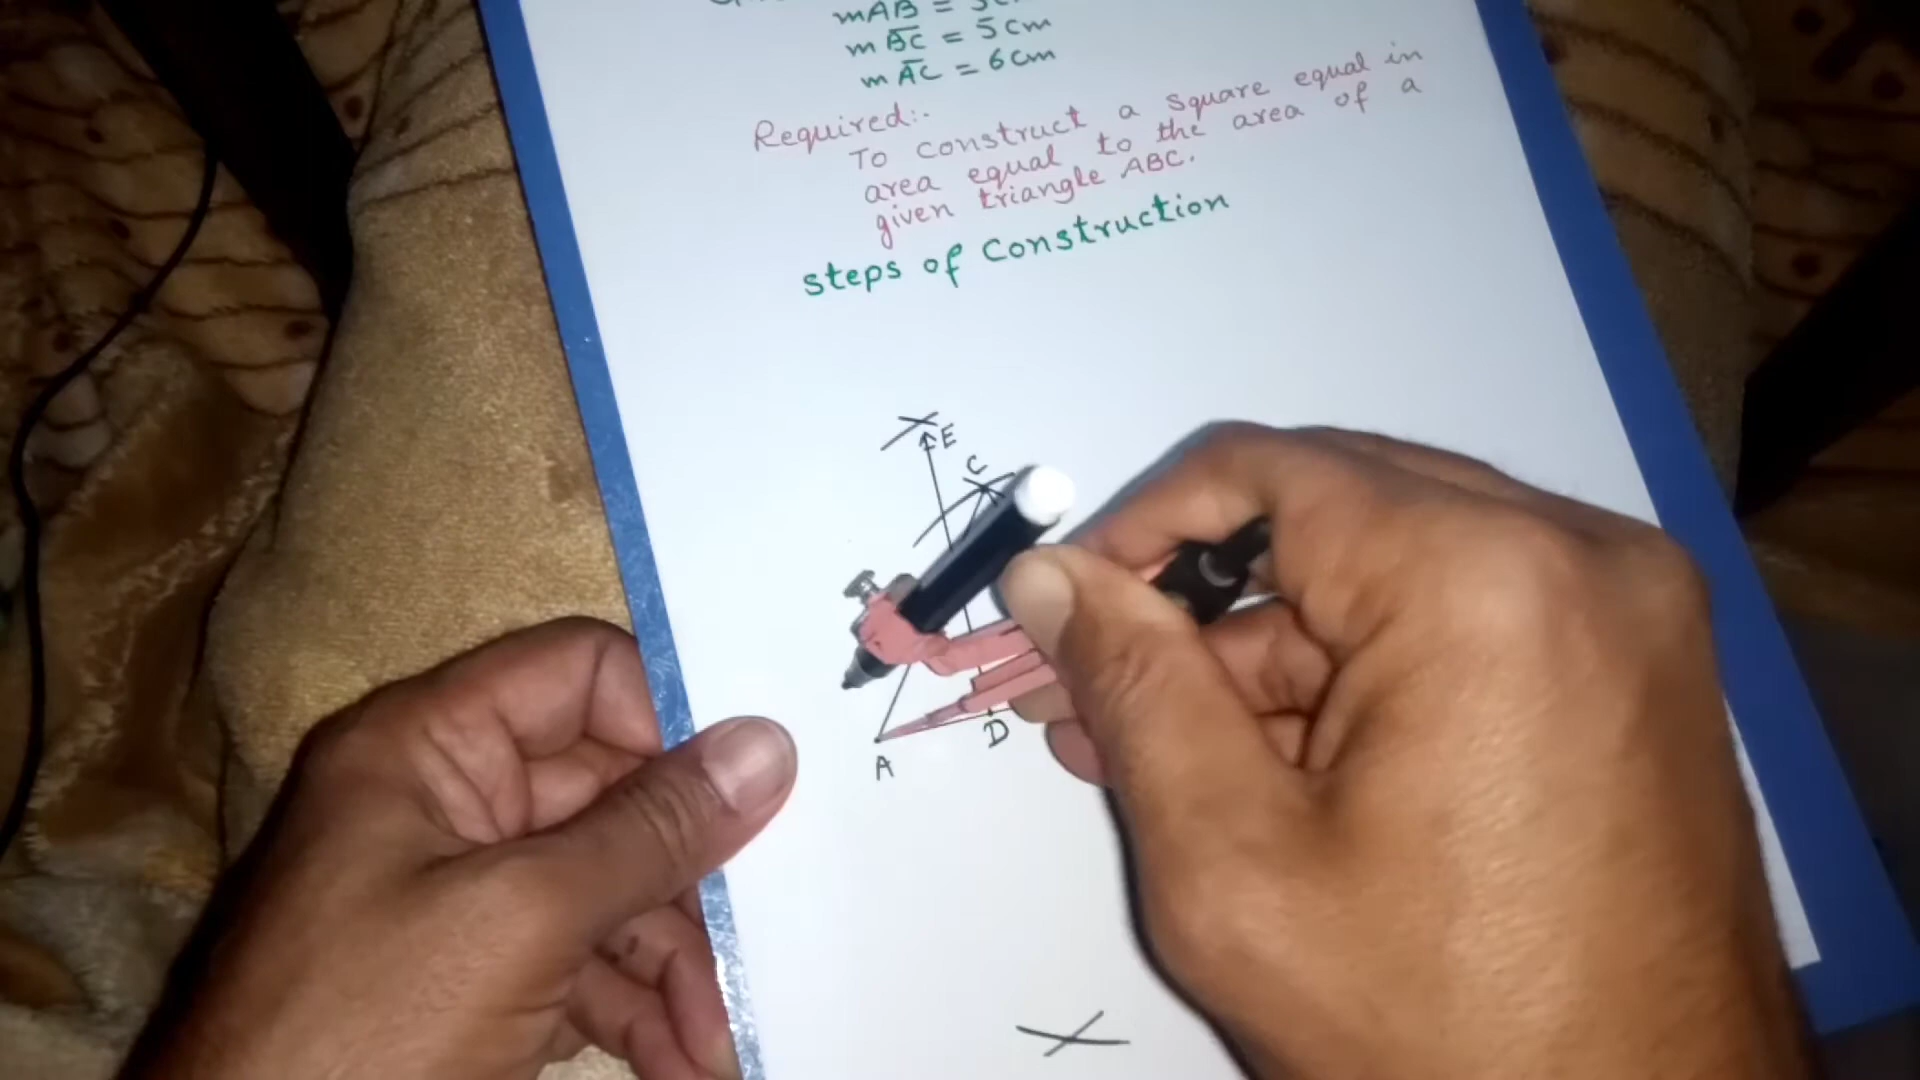 mAB =
mBC = 5cm
mAC = 6cm
Required:-
To construct a square equal in
area equal to the area of a
given triangle ABC.
steps of construction
E
C
D
A